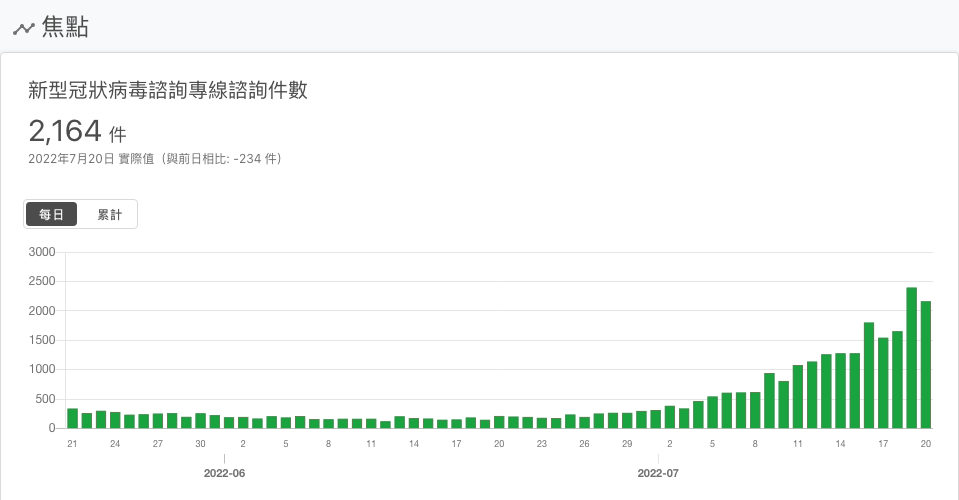 焦點
新型冠狀病毒諮詢專線諮詢件數
2,164 件
2022年7月20日 實際值（與前日相比: -234 件）
每日 累計
3000
2500
2000
1500
1000
500
0
21 24 27 30 2 5 8 11 14 17 20 23 26 29 2 5 8 11 14 17 20
2022-06 2022-07